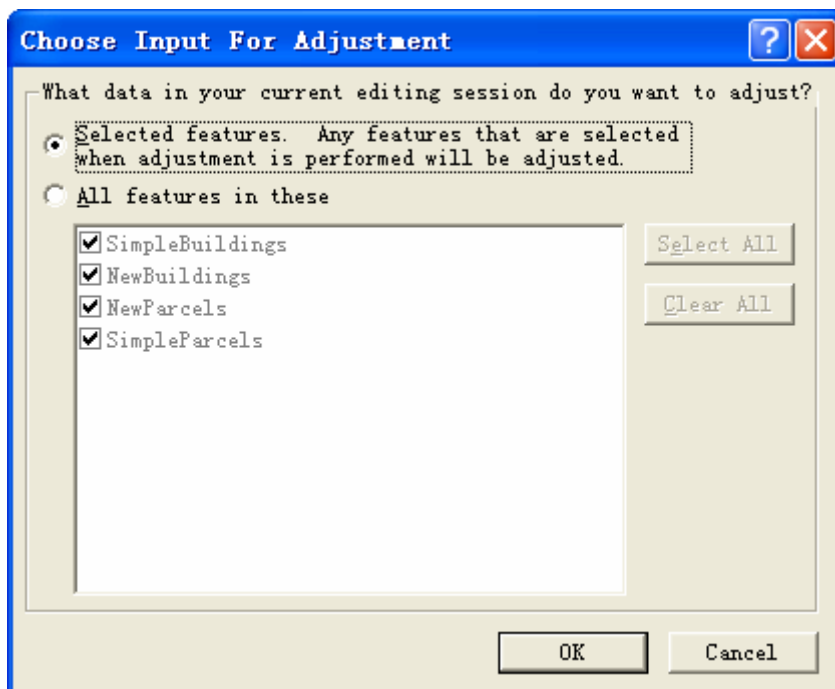 Choose Input For Adjustment
What data in your current editing session do you want to adjust?
Selected features.  Any features that are selected
when adjustment is performed will be adjusted.
All features in these
SimpleBuildings
Select All
NewBuildings
NewParcels
Clear All
SimpleParcels
OK
Cancel